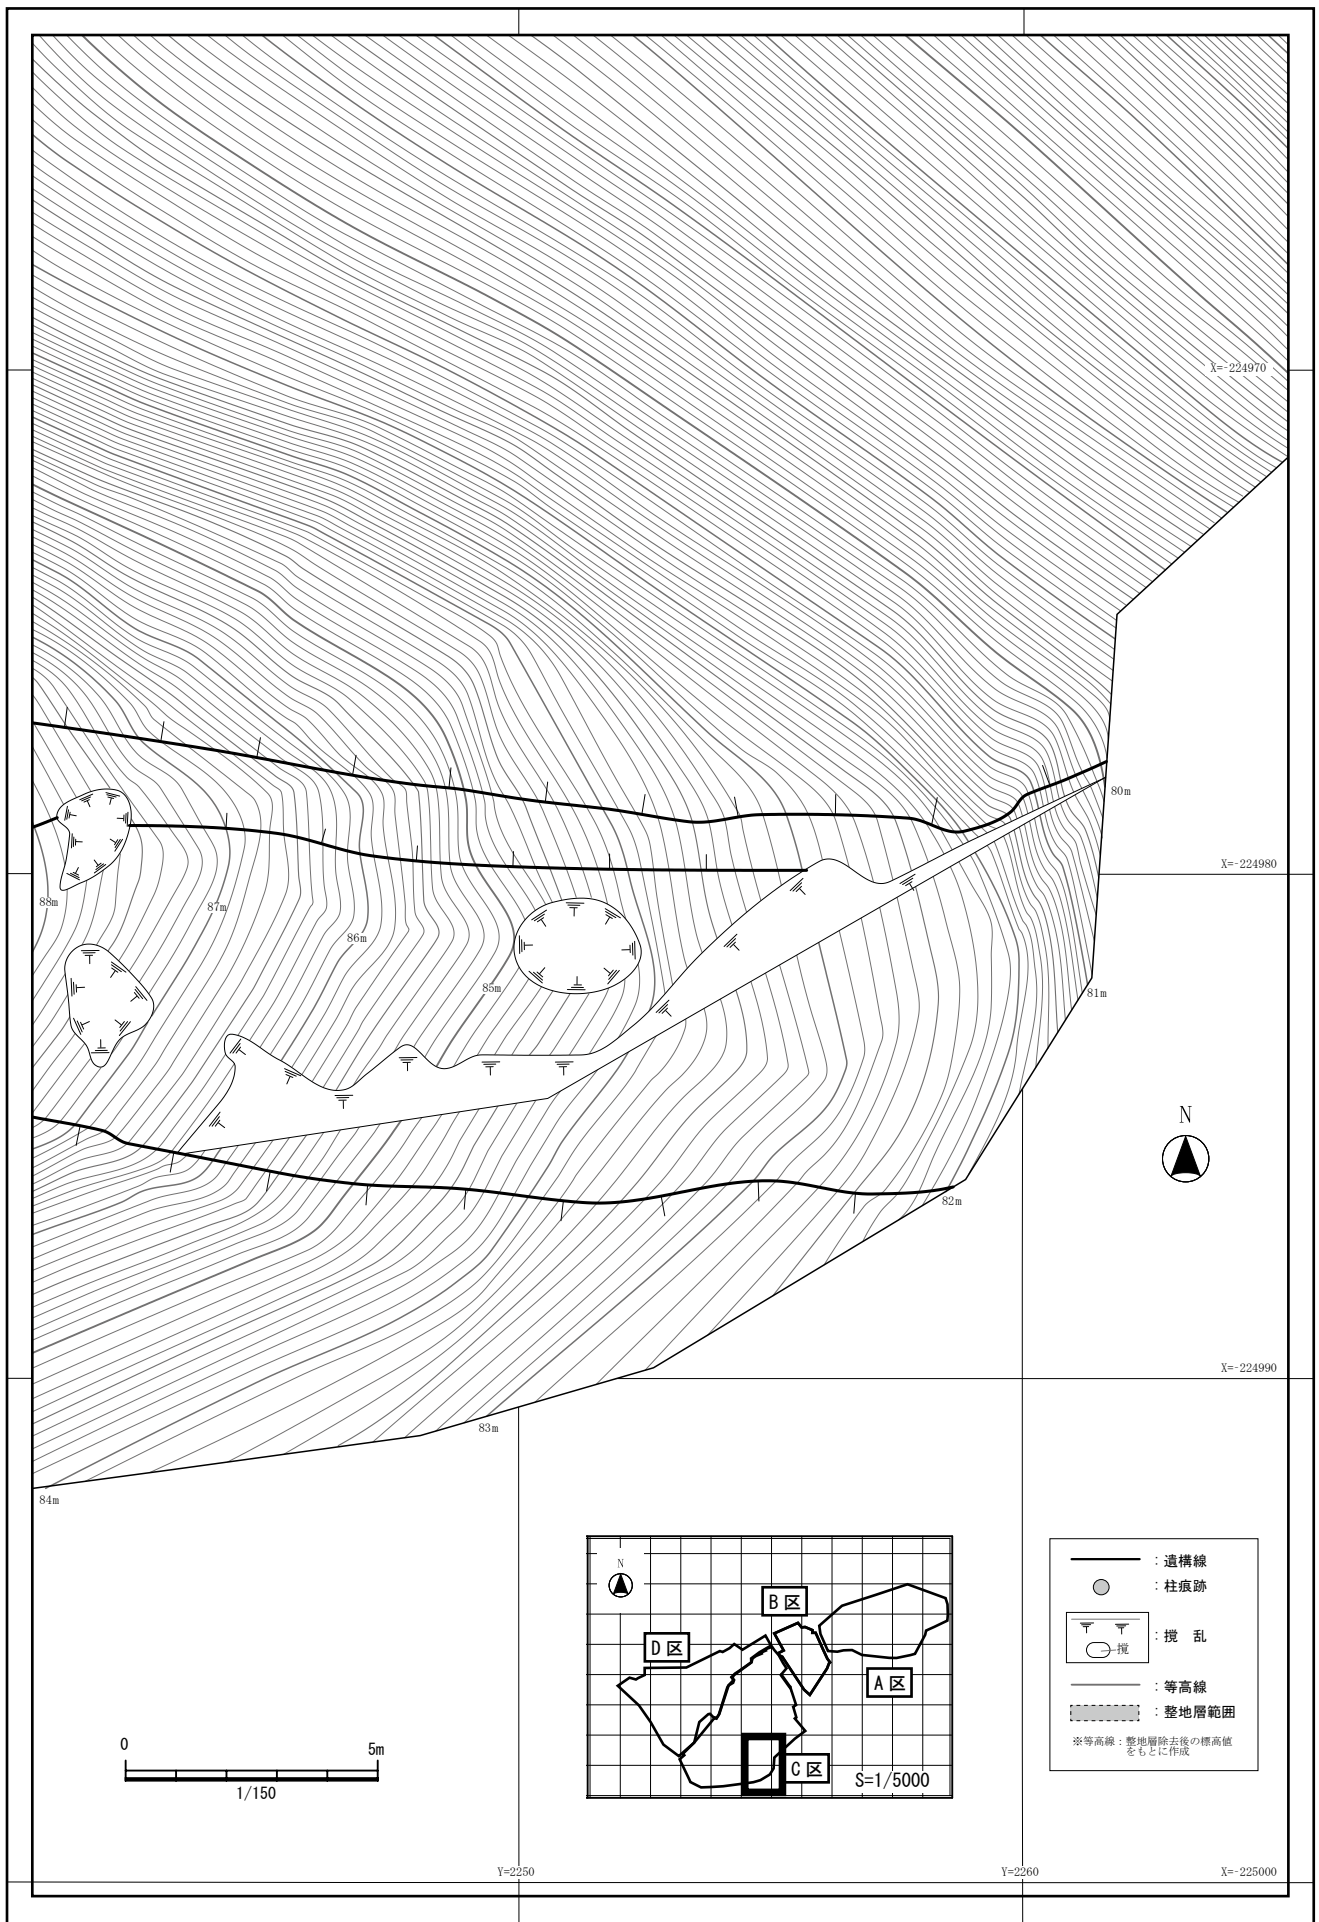 X=-224970
80m
X=-224980
88m
87m
86m
85m
81m
N
82m
X=-224990
83m
84m
N
B区
D区
A区
C区
S=1/5000
：遺構線
：柱痕跡
：撹　乱
撹
：等高線
：整地層範囲
※等高線：整地層除去後の標高値
をもとに作成
0
5m
1/150
Y=2250
Y=2260
X=-225000